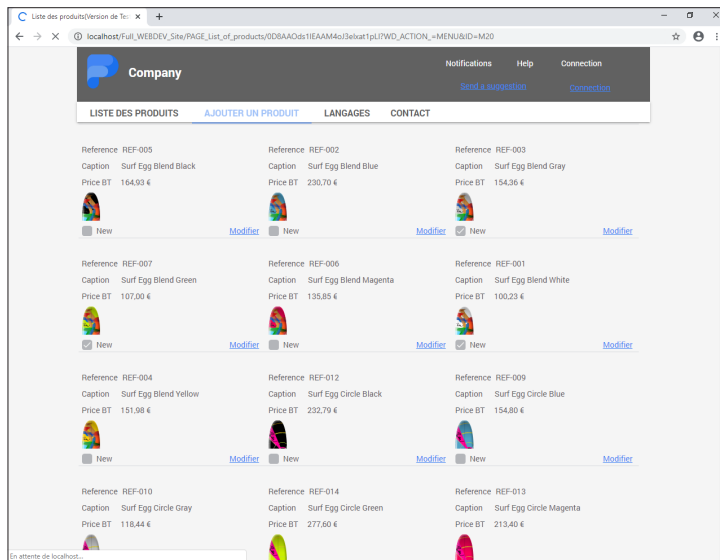 Liste des produits(Version de Tes
localhost/Full_WEBDEV_Site/PAGE_List_of_products/
Company
Notifications Help Connection
Send a suggestion Connection
LISTE DES PRODUITS AJOUTER UN PRODUIT LANGAGES CONTACT
Reference REF-005 Reference REF-002 Reference REF-003
Caption Surf Egg Blend Black Caption Surf Egg Blend Blue Caption Surf Egg Blend Gray
Price BT 164,93 € Price BT 230,70 € Price BT 154,36 €
New Modifier New Modifier New Modifier
Reference REF-007 Reference REF-006 Reference REF-001
Caption Surf Egg Blend Green Caption Surf Egg Blend Magenta Caption Surf Egg Blend White
Price BT 107,00 € Price BT 135,85 € Price BT 100,23 €
New Modifier New Modifier New Modifier
Reference REF-004 Reference REF-012 Reference REF-009
Caption Surf Egg Blend Yellow Caption Surf Egg Circle Black Caption Surf Egg Circle Blue
Price BT 151,98 € Price BT 232,79 € Price BT 154,80 €
New Modifier New Modifier New Modifier
Reference REF-010 Reference REF-014 Reference REF-013
Caption Surf Egg Circle Gray Caption Surf Egg Circle Green Caption Surf Egg Circle Magenta
Price BT 118,44 € Price BT 277,60 € Price BT 213,40 €
En attente de localhost...